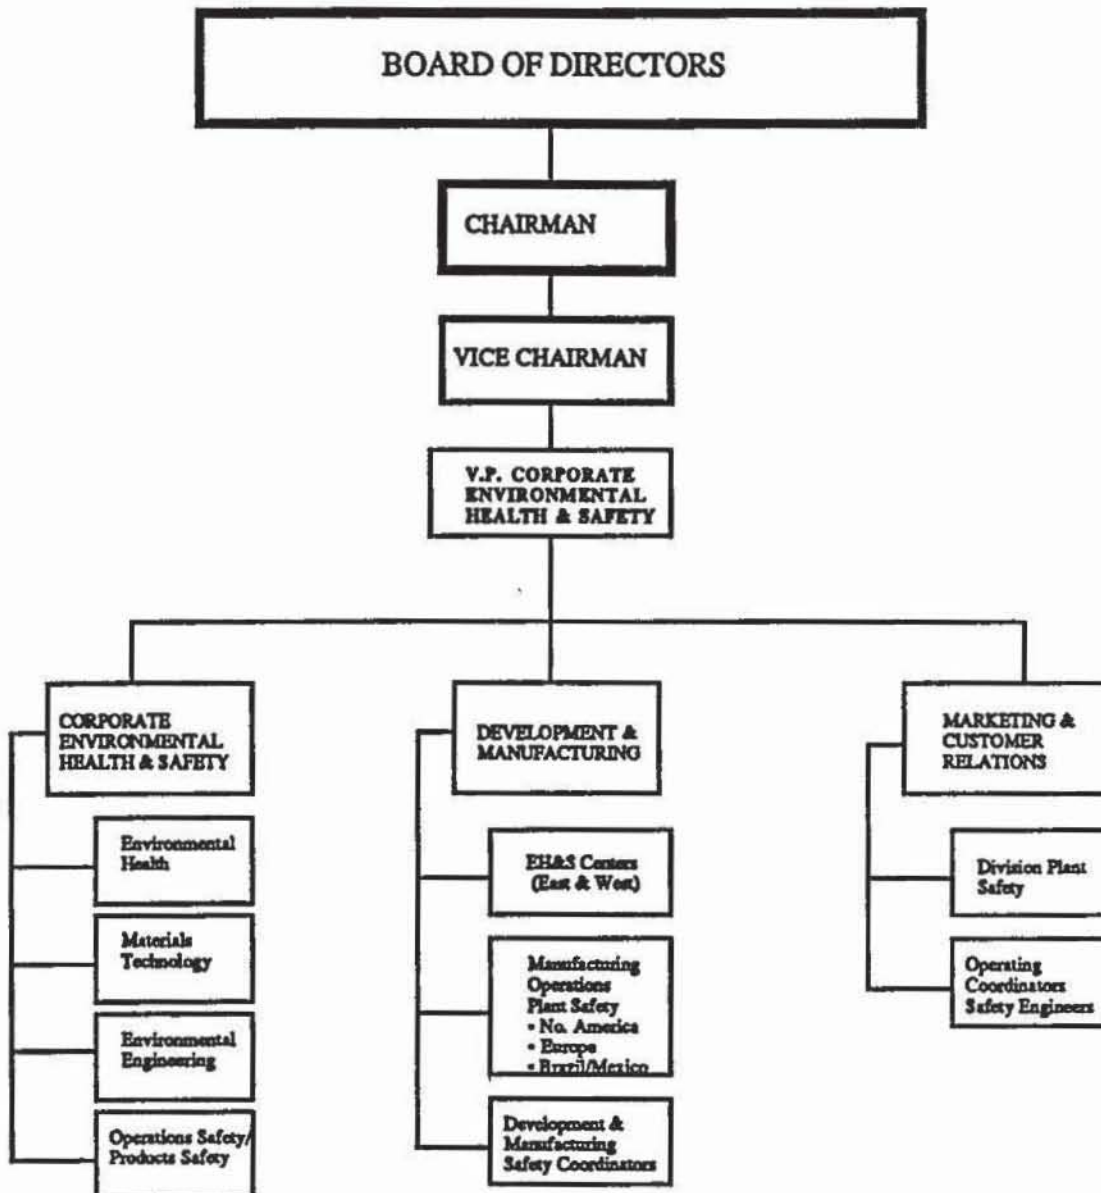 BOARD OF DIRECTORS
CHAIRMAN
VICE CHAIRMAN
V.P. CORPORATE
ENVIRONMENTAL
HEALTH & SAFETY
CORPORATE
ENVIRONMENTAL
HEALTH & SAFETY
Environmental
Health
Materials
Technology
Environmental
Engineering
Operations Safety/
Products Safety
DEVELOPMENT &
MANUFACTURING
EH&S Centers
(East & West)
Manufacturing
Operations
Plant Safety
• No. America
• Europe
• Brazil/Mexico
Development &
Manufacturing
Safety Coordinators
MARKETING &
CUSTOMER
RELATIONS
Division Plant
Safety
Operating
Coordinators
Safety Engineers